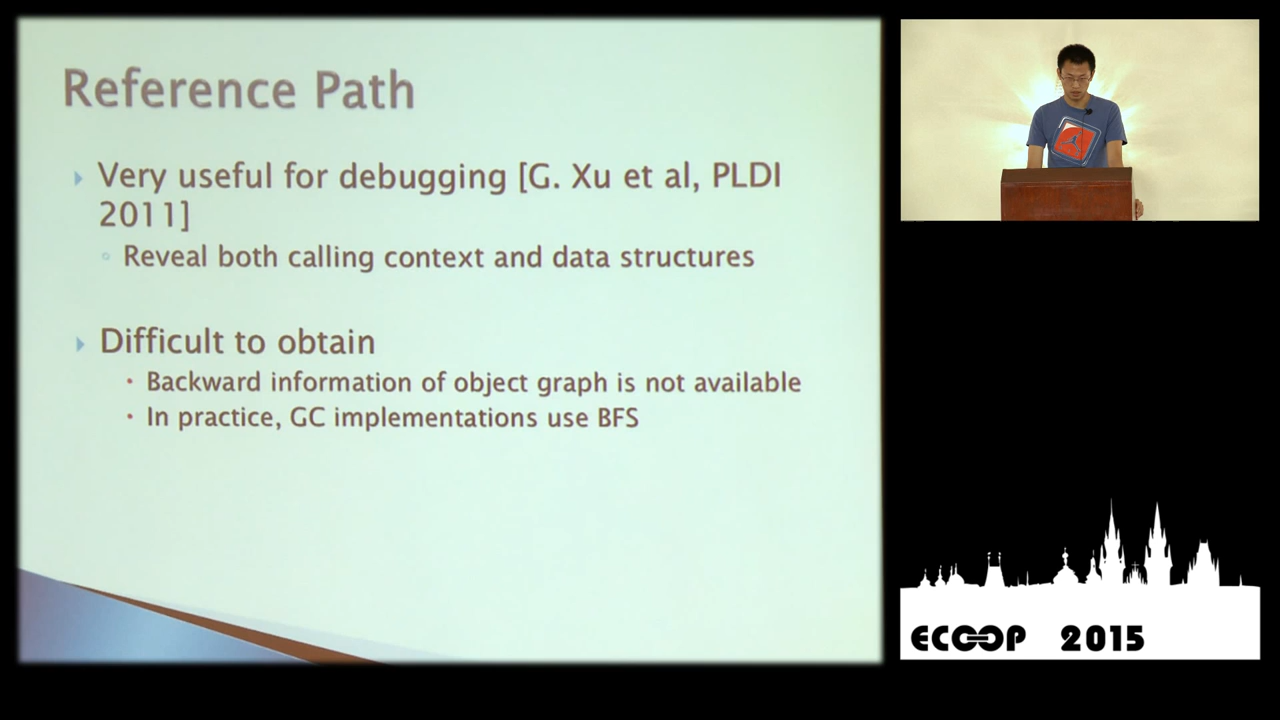 Reference Path
Very useful for debugging [G. Xu et al, PLDI
2011]
Reveal both calling context and data structures
Difficult to obtain
Backward information of object graph is not available
In practice, GC implementations use BFS
ECOOP 2015